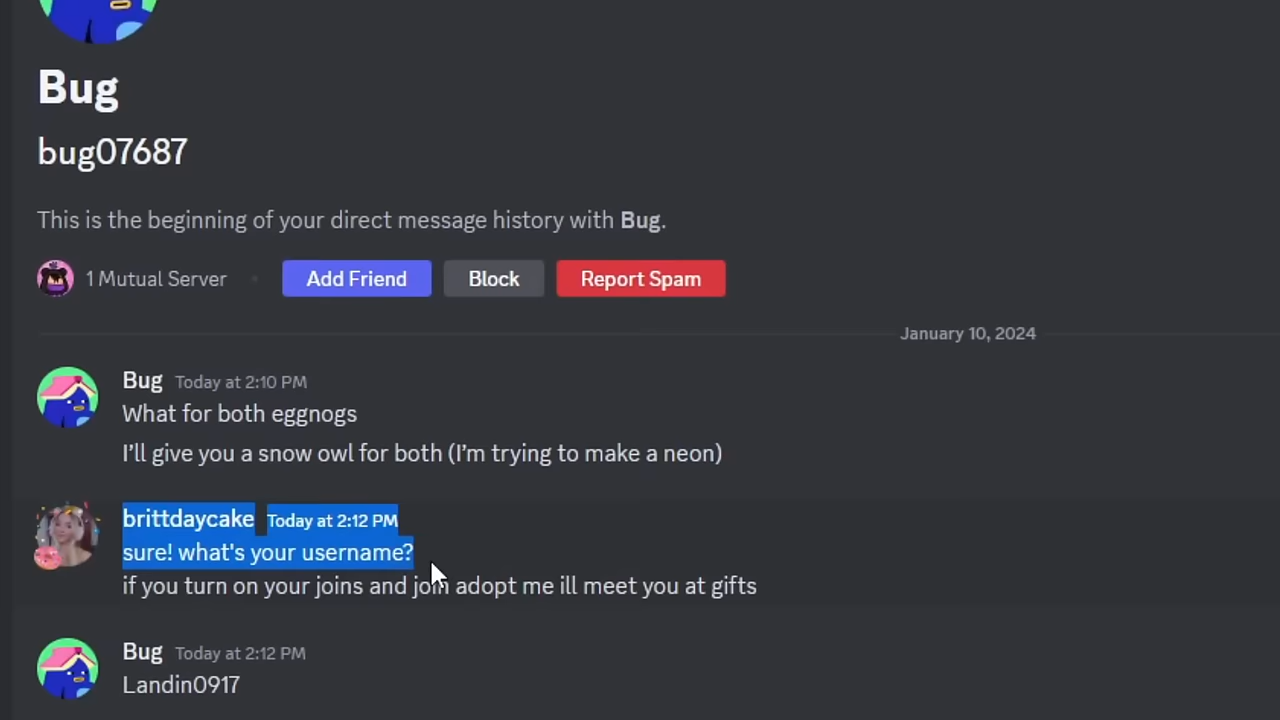 Bug
bug07687
This is the beginning of your direct message history with Bug.
1 Mutual Server Add Friend Block Report Spam
January 10, 2024
Bug Today at 2:10 PM
What for both eggnogs
I’ll give you a snow owl for both (I’m trying to make a neon)
brittdaycake Today at 2:12 PM
sure! what's your username?
if you turn on your joins and join adopt me ill meet you at gifts
Bug Today at 2:12 PM
Landin0917